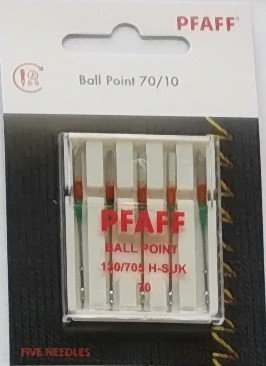 PFAFF®
Ball Point 70/10
PFAFF
BALL POINT
130/705 H-SUK
70
FIVE NEEDLES